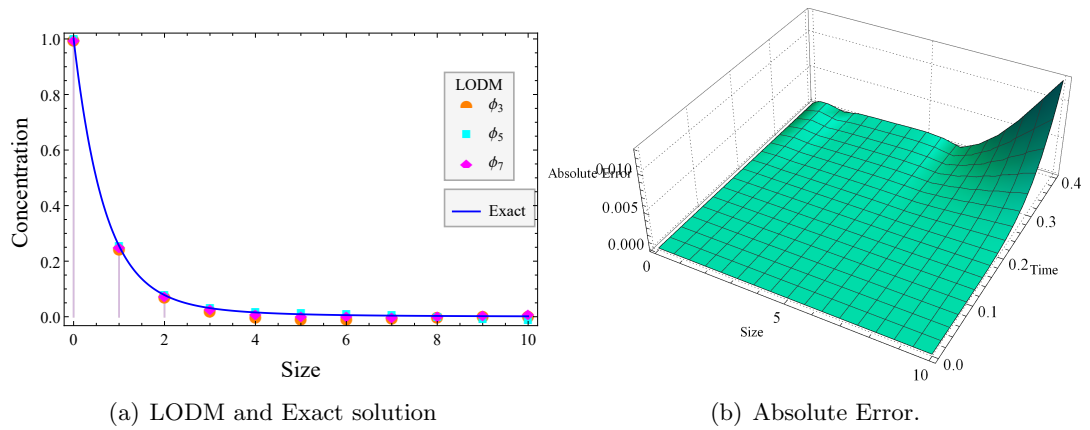 1.0
0.8
0.6
0.4
0.2
0.0
0 2 4 6 8 10
Concentration
Size
LODM
ϕ3
ϕ5
ϕ7
Exact
(a) LODM and Exact solution
0.010
Absolute Error
0.005
0.000
0
5
10
Size
0.0
0.1
0.2
0.3
0.4
Time
(b) Absolute Error.